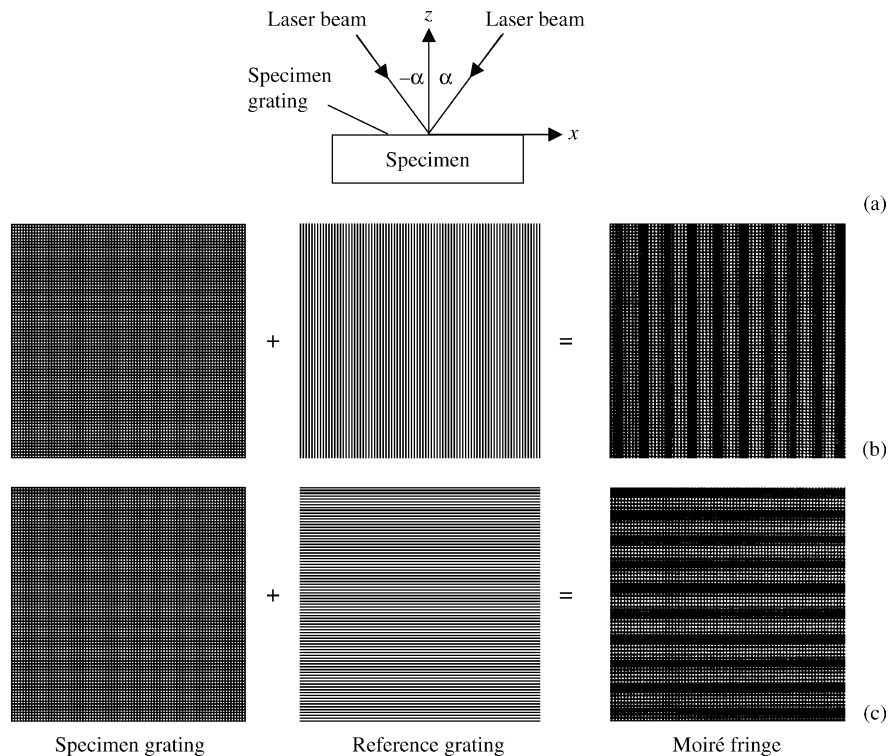 Laser beam
z
Laser beam
–α
α
Specimen
grating
x
Specimen
(a)
+
=
(b)
+
=
(c)
Specimen grating
Reference grating
Moiré fringe